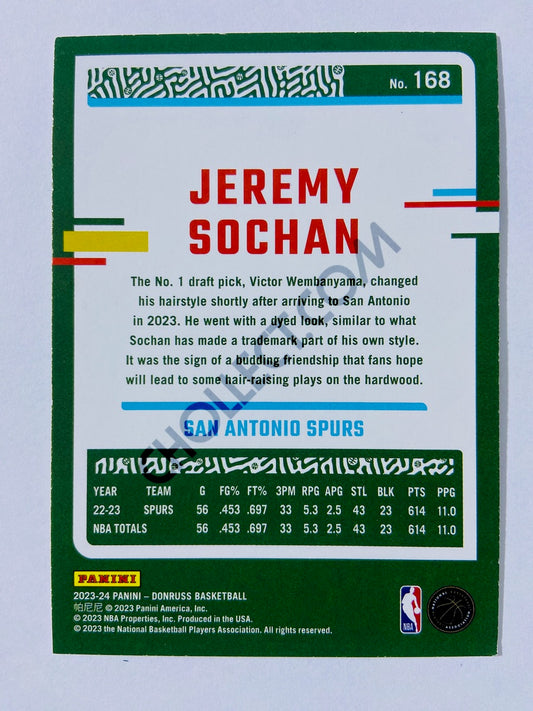 No. 168
JEREMY
SOCHAN
The No. 1 draft pick, Victor Wembanyama, changed
his hairstyle shortly after arriving to San Antonio
in 2023. He went with a dyed look, similar to what
Sochan has made a trademark part of his own style.
It was the sign of a budding friendship that fans hope
will lead to some hair-raising plays on the hardwood.
CHOLLECT.COM
SAN ANTONIO SPURS
YEAR TEAM G FG% FT% 3PM RPG APG STL BLK PTS PPG
22-23 SPURS 56 .453 .697 33 5.3 2.5 43 23 614 11.0
NBA TOTALS 56 .453 .697 33 5.3 2.5 43 23 614 11.0
PANINI
2023-24 PANINI – DONRUSS BASKETBALL
帕尼尼 © 2023 Panini America, Inc.
© 2023 NBA Properties, Inc. Produced in the USA.
© 2023 the National Basketball Players Association. All rights reserved.
NBA